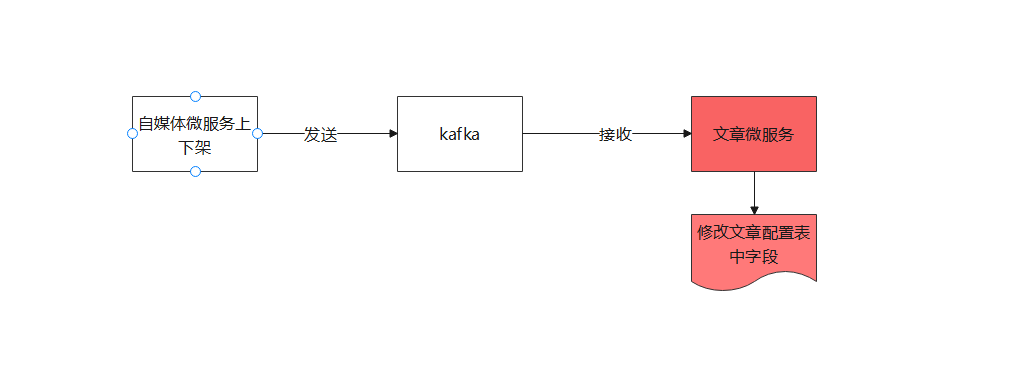 自媒体微服务上
下架
发送
kafka
接收
文章微服务
修改文章配置表
中字段